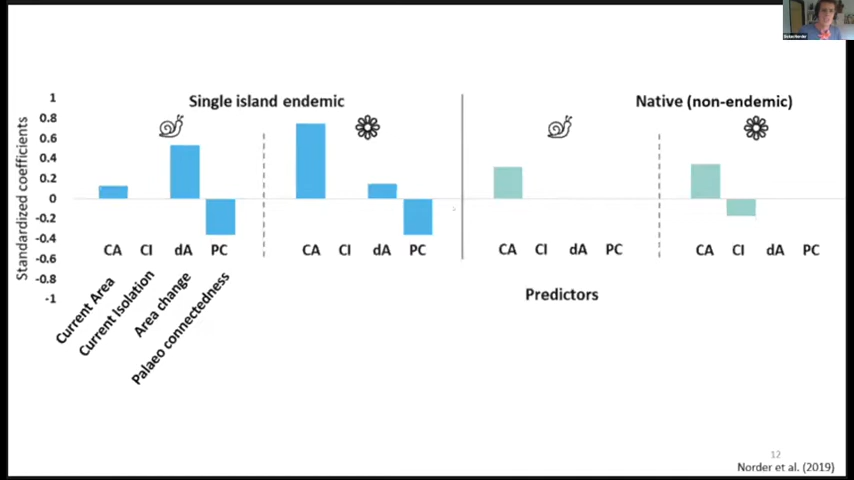 Single island endemic
Native (non-endemic)
Standardized coefficients
1
0.8
0.6
0.4
0.2
0
-0.2
-0.4
-0.6
-0.8
-1
CA CI dA PC
CA CI dA PC
CA CI dA PC
CA CI dA PC
Current Area
Current Isolation
Area change
Palaeo connectedness
Predictors
12
Norder et al. (2019)